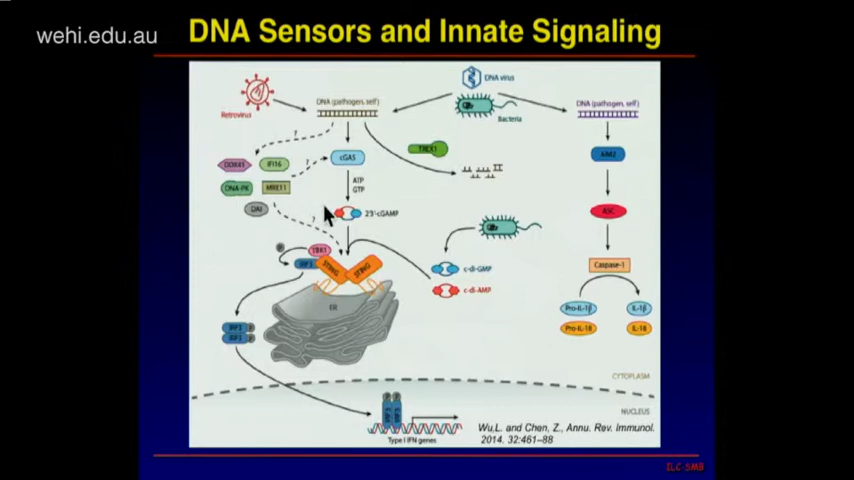 wehi.edu.au
DNA Sensors and Innate Signaling
DNA virus
DNA (pathogen, self)
DNA (pathogen, self)
Retrovirus
Bacteria
?
TREX1
cGAS
AIM2
DDX41
IFI16
?
DNA-PK
MRE11
ATP
GTP
DAI
2'3'-cGAMP
ASC
?
P
TBK1
IRF3
STING
STING
c-di-GMP
Caspase-1
c-di-AMP
ER
Pro-IL-1β
IL-1β
IRF3
P
IRF3
P
Pro-IL-18
IL-18
CYTOPLASM
NUCLEUS
P
P
Type I IFN genes
Wu,L. and Chen, Z., Annu. Rev. Immunol.
2014. 32:461–88
ILC-SMB